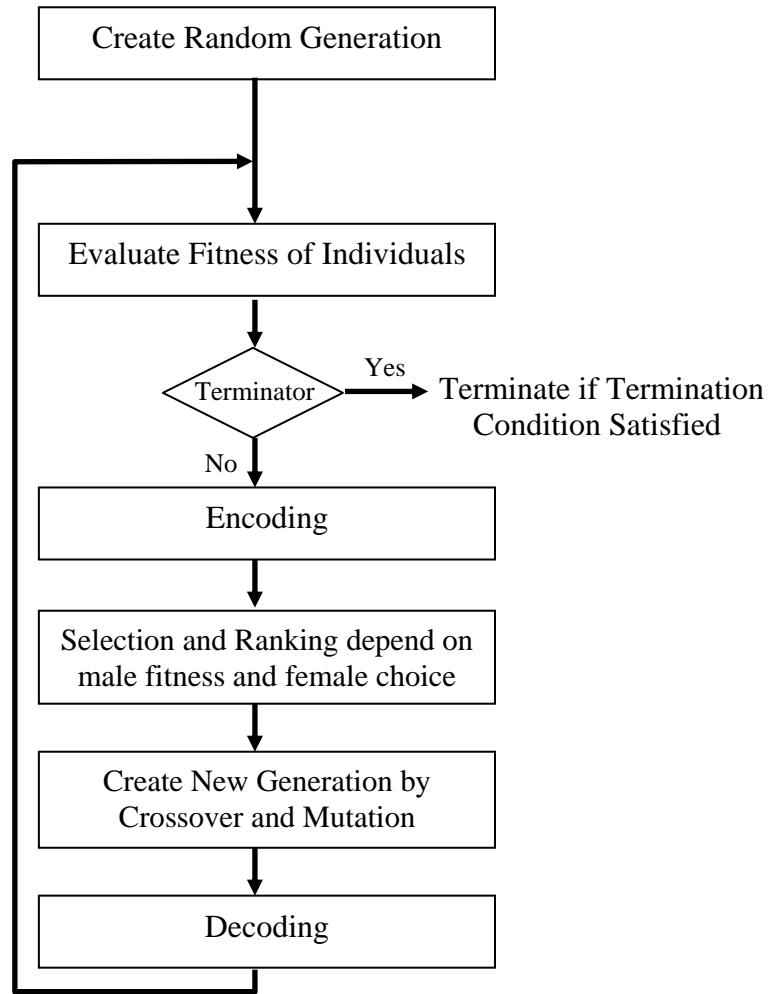 Create Random Generation
Evaluate Fitness of Individuals
Terminator
Yes
Terminate if Termination
Condition Satisfied
No
Encoding
Selection and Ranking depend on
male fitness and female choice
Create New Generation by
Crossover and Mutation
Decoding